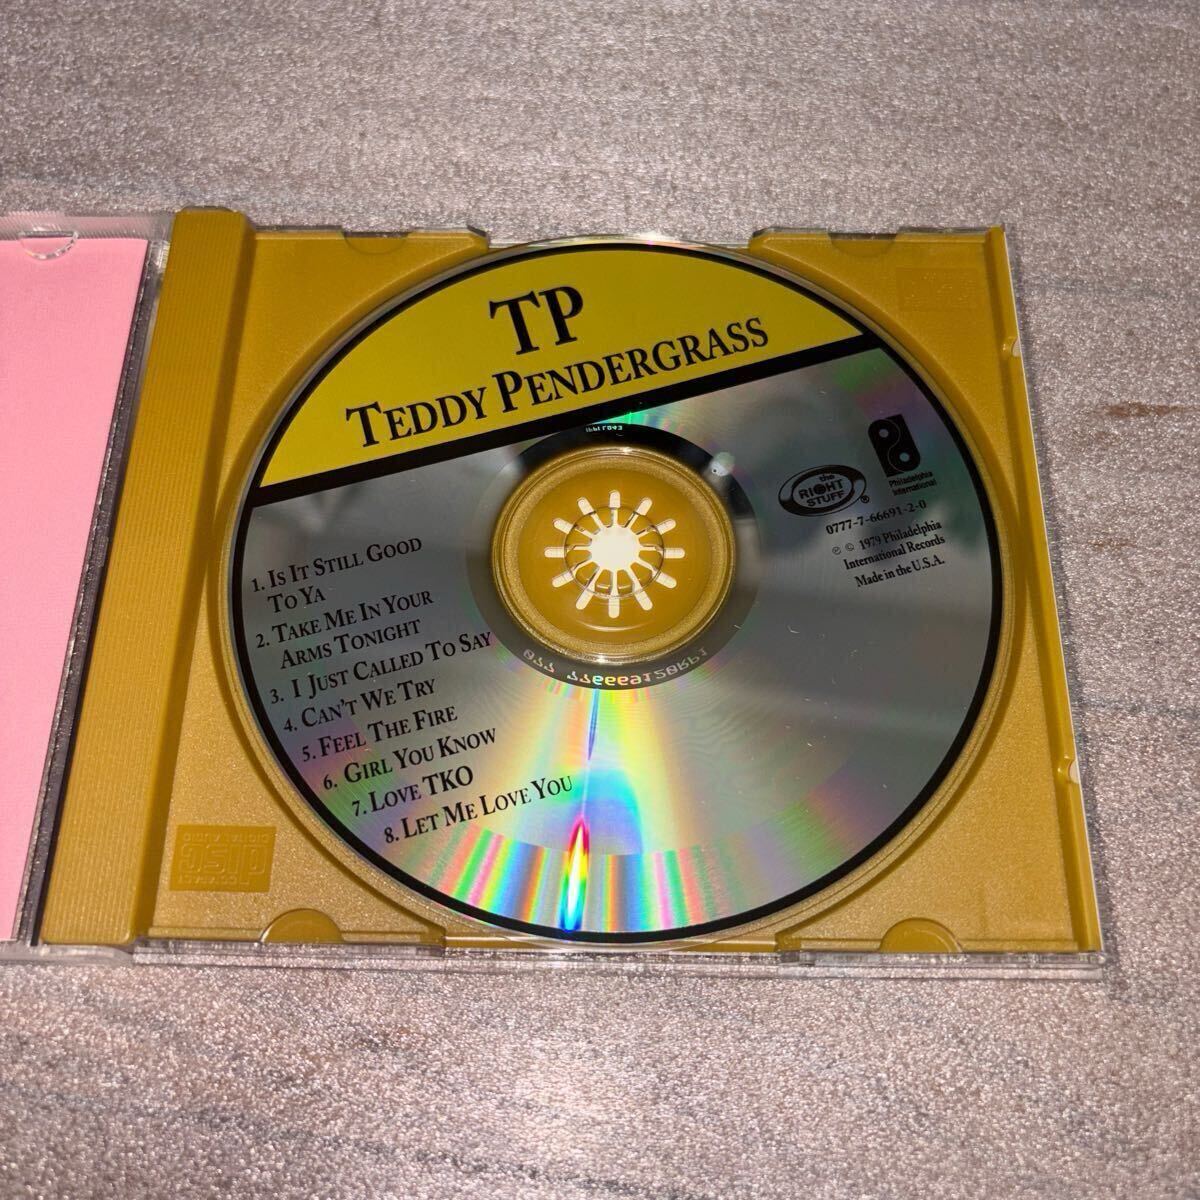 TP
TEDDY PENDERGRASS
1. IS IT STILL GOOD
TO YA
2. TAKE ME IN YOUR
ARMS TONIGHT
3. I JUST CALLED TO SAY
4. CAN'T WE TRY
5. FEEL THE FIRE
6. GIRL YOU KNOW
7. LOVE TKO
8. LET ME LOVE YOU
the
RIGHT
STUFF ®
Philadelphia
International
0777-7-66691-2-0
℗ © 1979 Philadelphia
International Records
Made in the U.S.A.